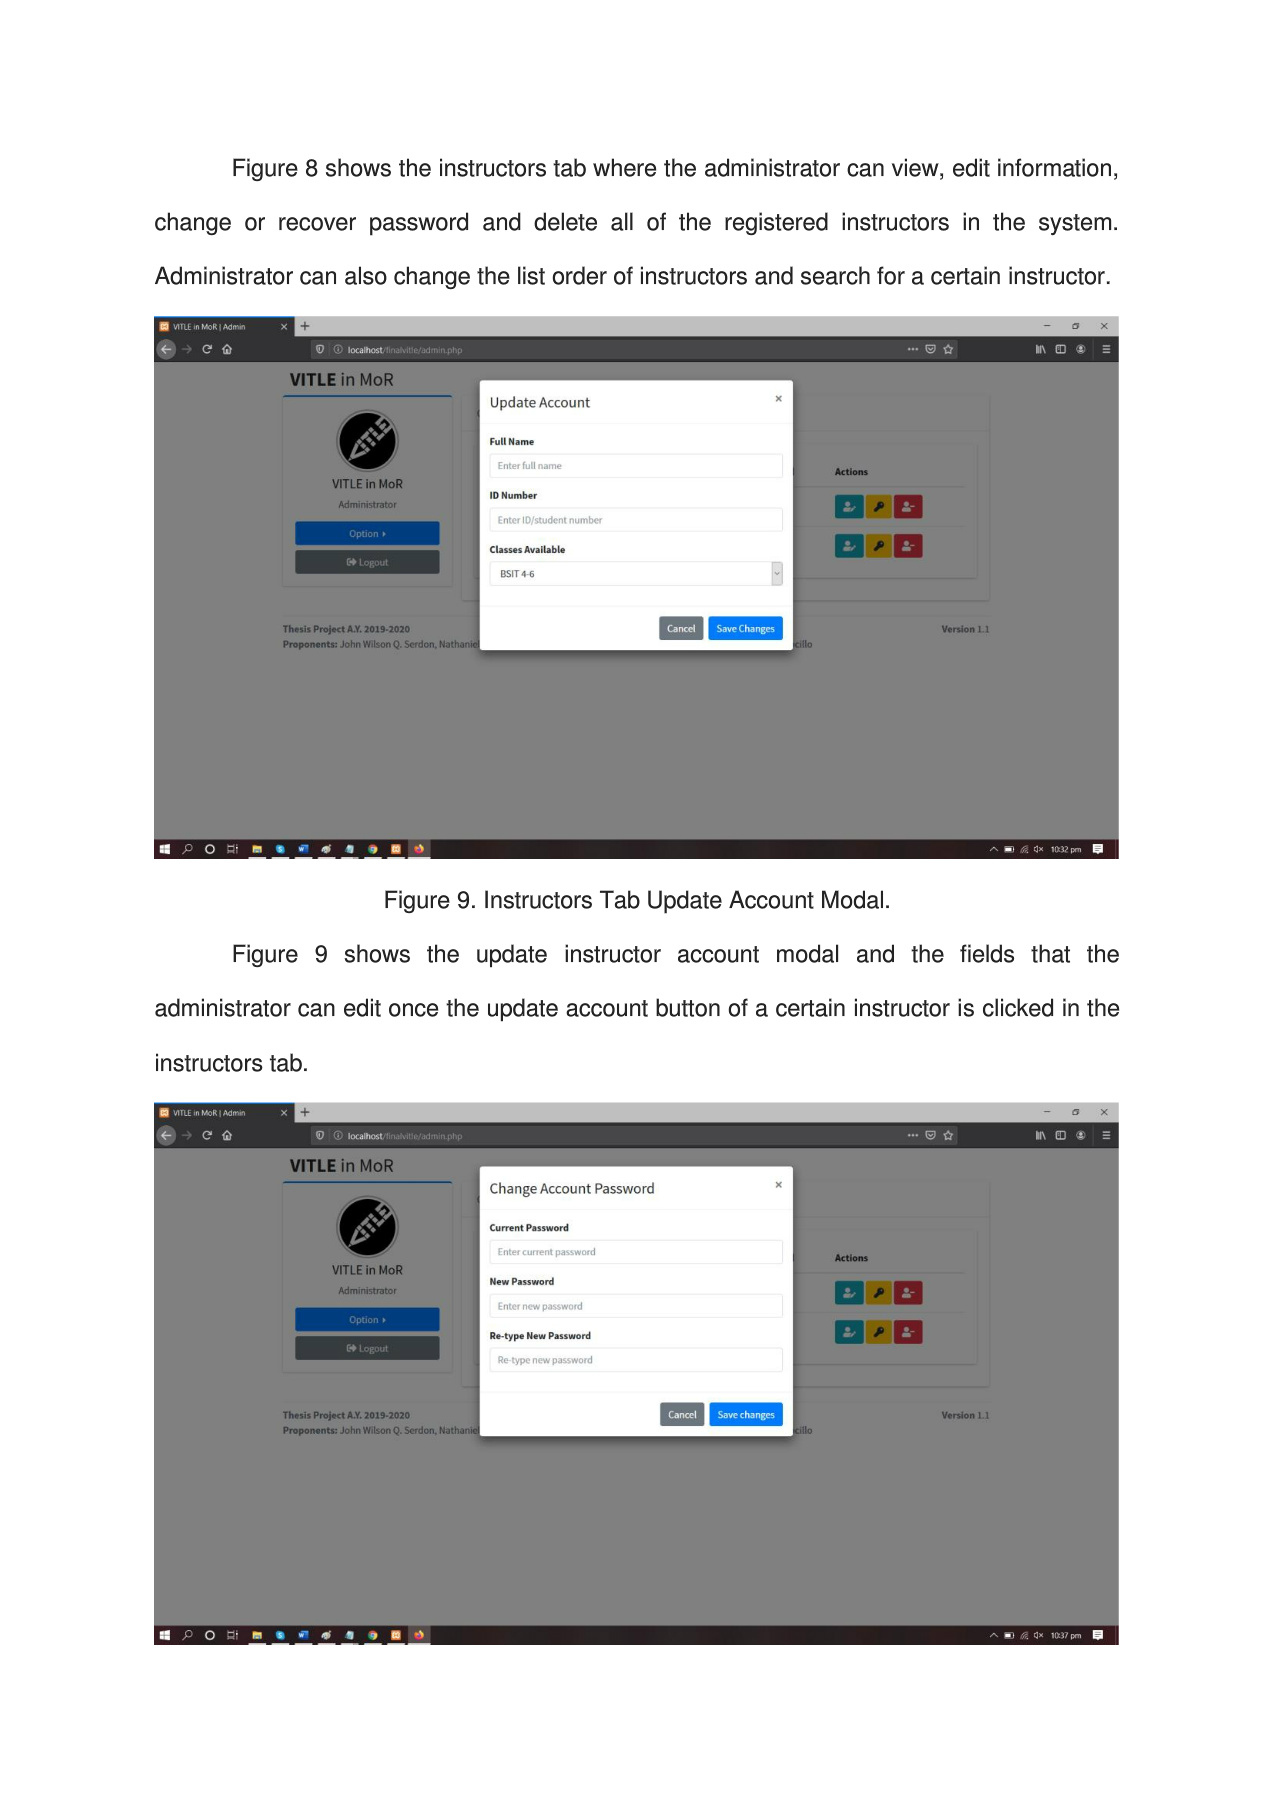 Figure 8 shows the instructors tab where the administrator can view, edit information,
change or recover password and delete all of the registered instructors in the system.
Administrator can also change the list order of instructors and search for a certain instructor.
VITLE in MoR | Admin
localhost/finalvitle/admin.php
VITLE in MoR
Update Account
Full Name
Enter full name
VITLE in MoR
Administrator
Option
Logout
ID Number
Enter ID/student number
Classes Available
BSIT 4-6
Cancel
Save Changes
Actions
Thesis Project A.Y. 2019-2020
Version 1.1
Proponents: John Wilson Q. Serdon, Nathaniel
cillo
10:32 pm
Figure 9. Instructors Tab Update Account Modal.
Figure 9 shows the update instructor account modal and the fields that the
administrator can edit once the update account button of a certain instructor is clicked in the
instructors tab.
VITLE in MoR | Admin
localhost/finalvitle/admin.php
VITLE in MoR
Change Account Password
Current Password
Enter current password
VITLE in MoR
Administrator
Option
Logout
New Password
Enter new password
Re-type New Password
Re-type new password
Cancel
Save changes
Actions
Thesis Project A.Y. 2019-2020
Version 1.1
Proponents: John Wilson Q. Serdon, Nathaniel
cillo
10:37 pm